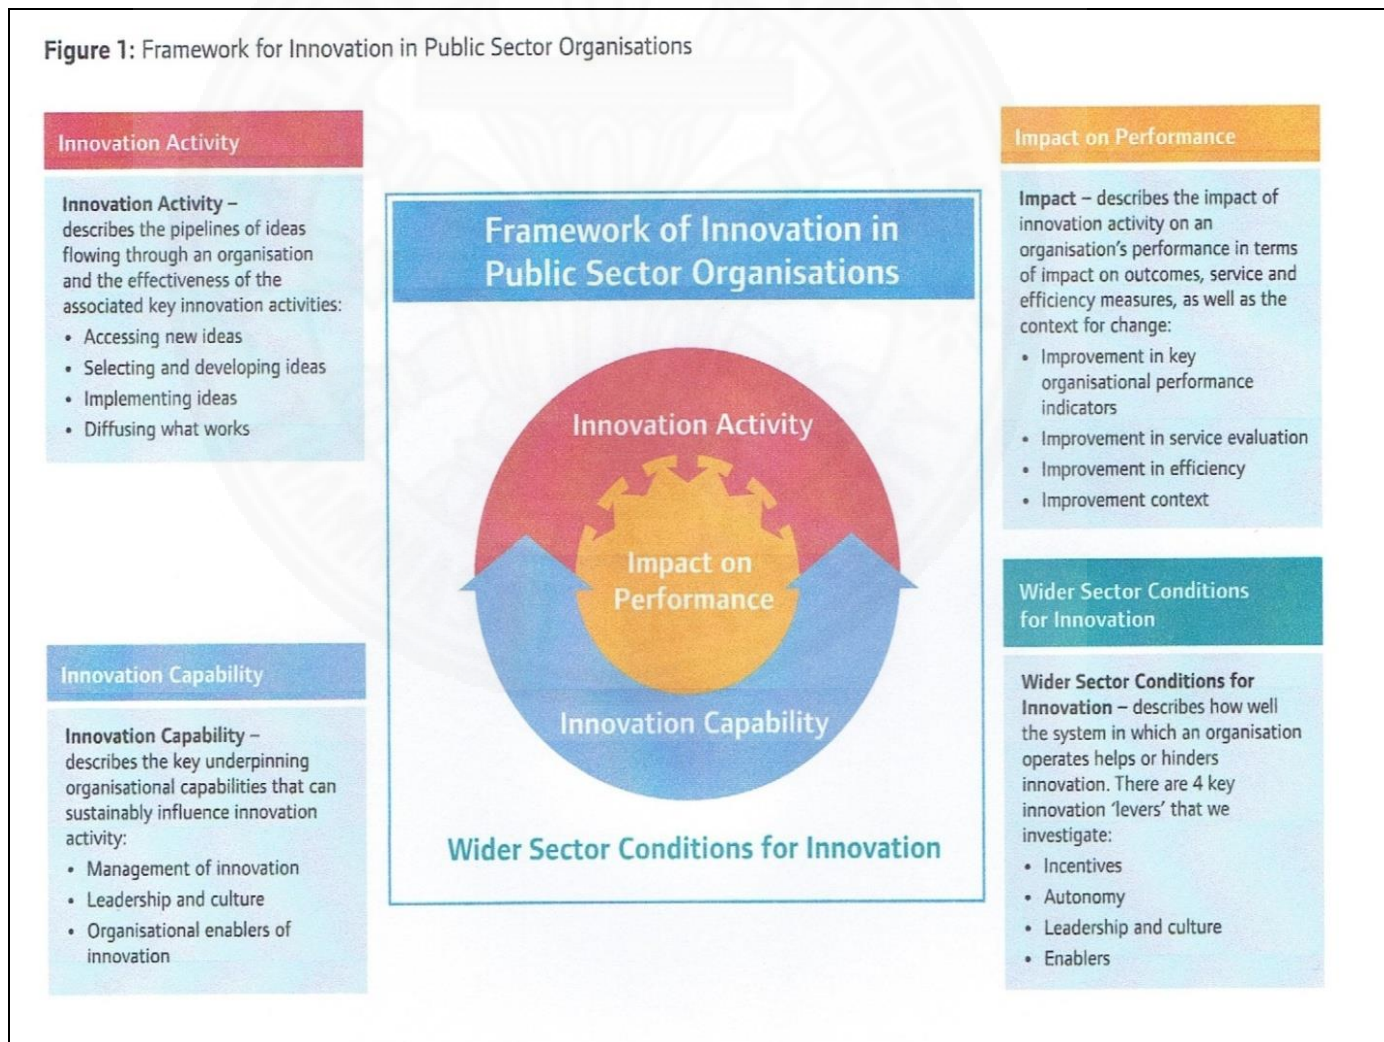 Figure 1: Framework for Innovation in Public Sector Organisations
Innovation Activity
Innovation Activity –
describes the pipelines of ideas
flowing through an organisation
and the effectiveness of the
associated key innovation activities:
• Accessing new ideas
• Selecting and developing ideas
• Implementing ideas
• Diffusing what works
Innovation Capability
Innovation Capability –
describes the key underpinning
organisational capabilities that can
sustainably influence innovation
activity:
• Management of innovation
• Leadership and culture
• Organisational enablers of
innovation
Framework of Innovation in
Public Sector Organisations
Innovation Activity
Impact on
Performance
Innovation Capability
Wider Sector Conditions for Innovation
Impact on Performance
Impact – describes the impact of
innovation activity on an
organisation's performance in terms
of impact on outcomes, service and
efficiency measures, as well as the
context for change:
• Improvement in key
organisational performance
indicators
• Improvement in service evaluation
• Improvement in efficiency
• Improvement context
Wider Sector Conditions
for Innovation
Wider Sector Conditions for
Innovation – describes how well
the system in which an organisation
operates helps or hinders
innovation. There are 4 key
innovation 'levers' that we
investigate:
• Incentives
• Autonomy
• Leadership and culture
• Enablers